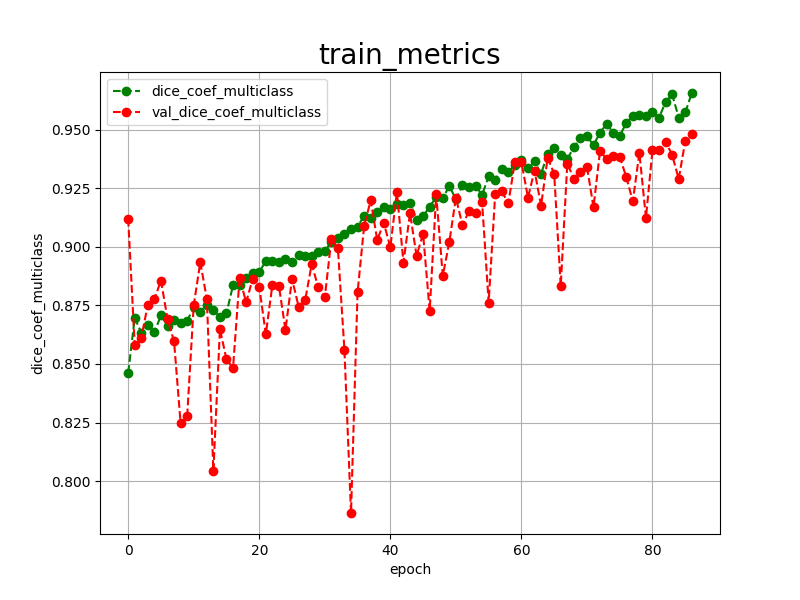 train_metrics
dice_coef_multiclass
val_dice_coef_multiclass
dice_coef_multiclass
0.950
0.925
0.900
0.875
0.850
0.825
0.800
0 20 40 60 80
epoch